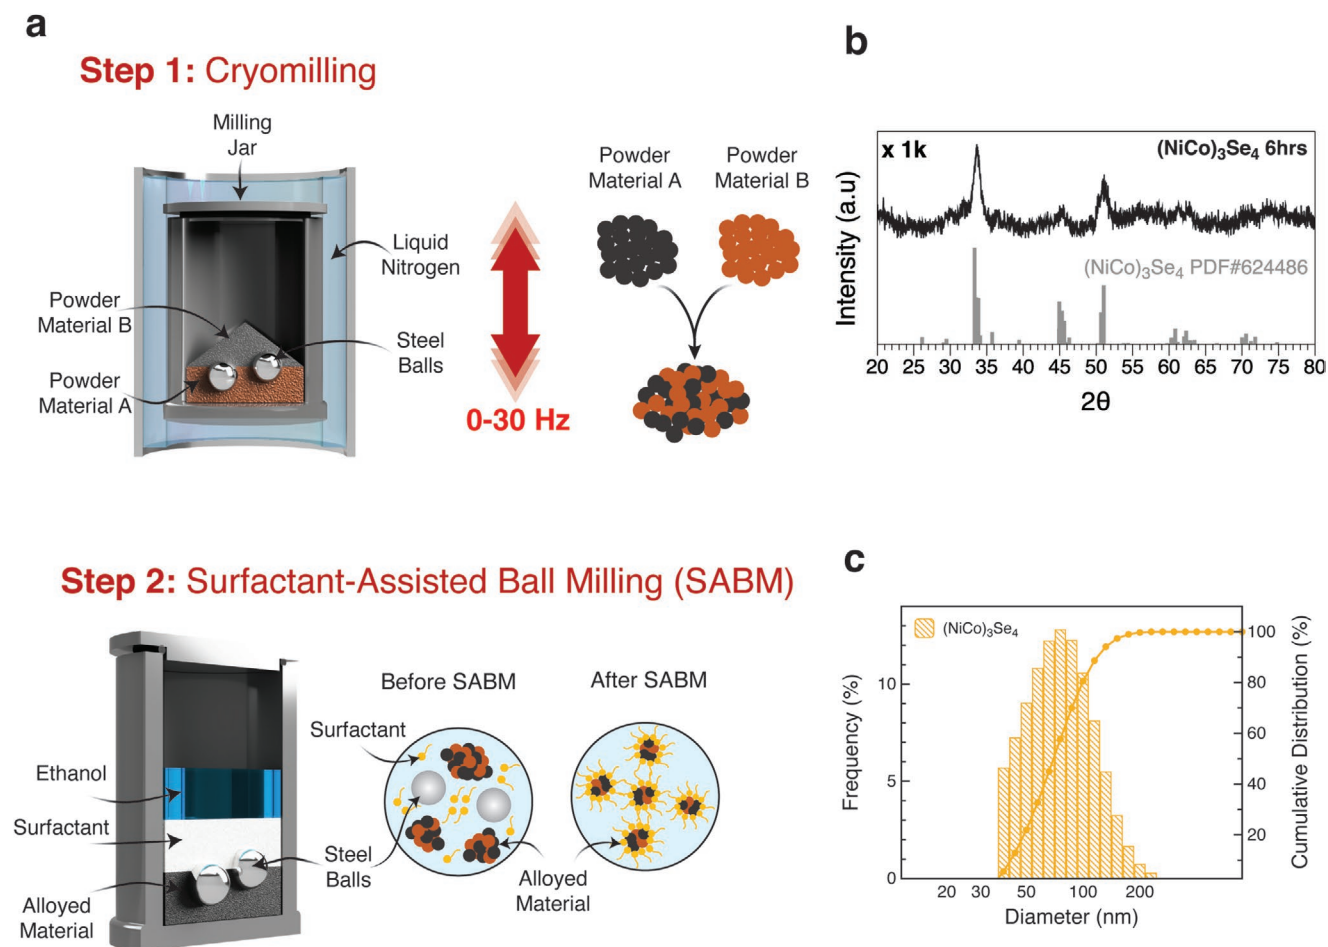 a
Step 1: Cryomilling
Milling
Jar
Liquid
Nitrogen
Powder
Material B
Steel
Balls
Powder
Material A
0-30 Hz
Powder
Material A
Powder
Material B
b
x 1k
(NiCo)₃Se₄ 6hrs
(NiCo)₃Se₄ PDF#624486
Intensity (a.u)
20 25 30 35 40 45 50 55 60 65 70 75 80
2θ
Step 2: Surfactant-Assisted Ball Milling (SABM)
Before SABM
After SABM
Surfactant
Ethanol
Surfactant
Steel
Balls
Alloyed
Material
Alloyed
Material
c
(NiCo)₃Se₄
Frequency (%)
10
5
0
100
80
60
40
20
Cumulative Distribution (%)
20 30 50 100 200
Diameter (nm)